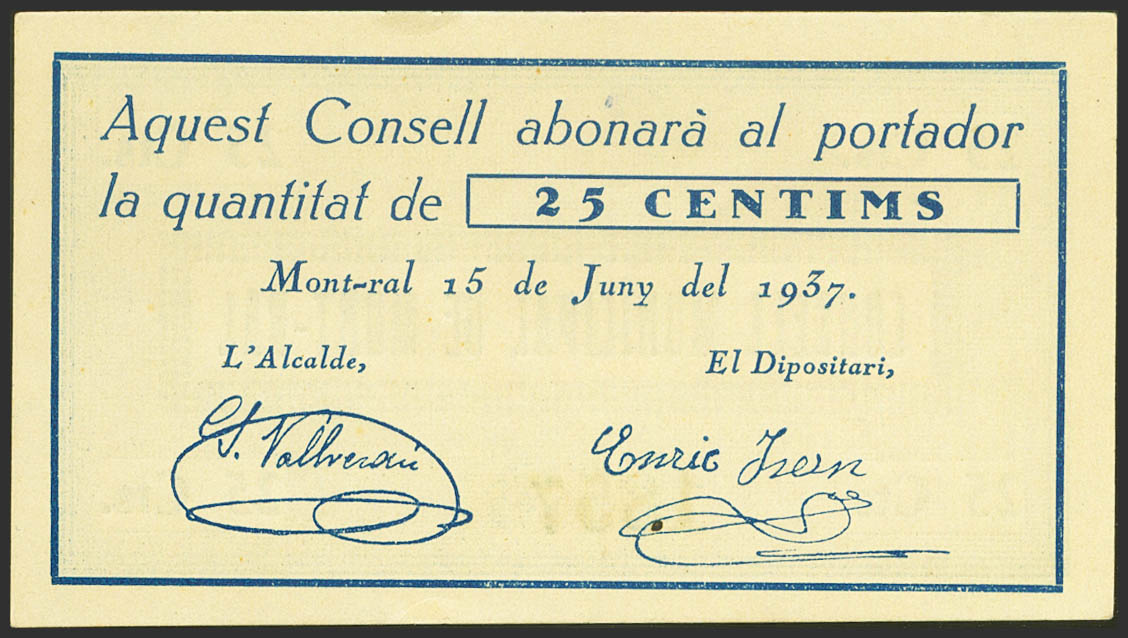 Aquest Consell abonarà al portador
la quantitat de 25 CENTIMS
Mont-ral 15 de Juny del 1937.
L'Alcalde, El Dipositari,
Enric